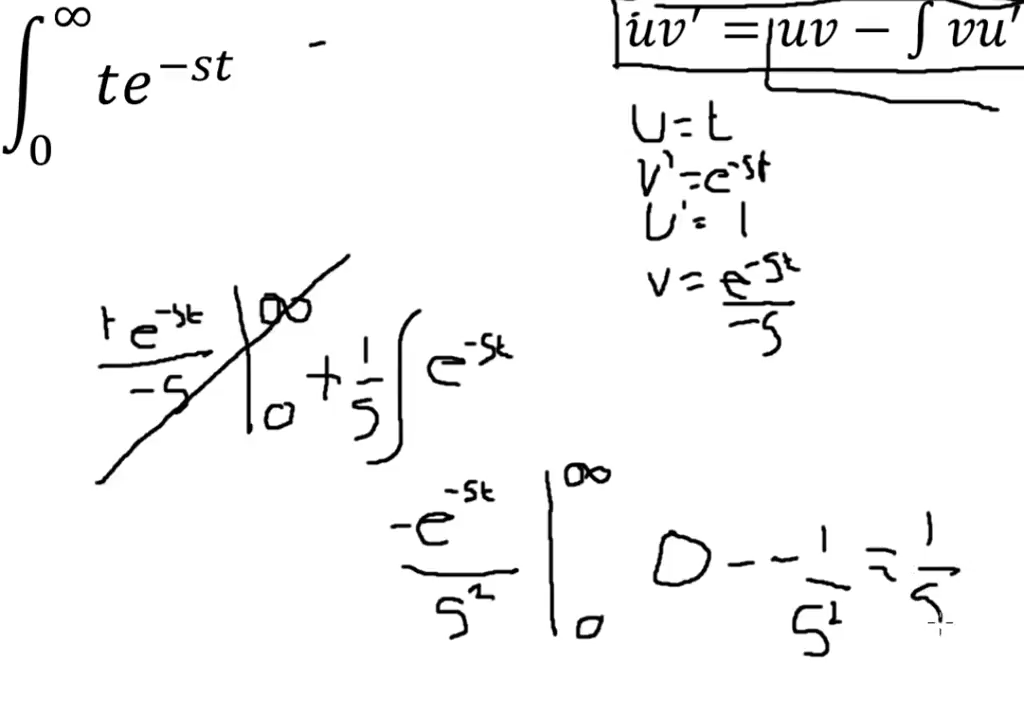 ∫₀^∞ te^{-st} -
uv' = uv - ∫ vu'
u = t
v' = e^{-st}
u' = 1
v = e^{-st}/-s
te^{-st}/-s |₀^∞ + 1/s ∫ e^{-st}
-e^{-st}/s² |₀^∞ 0 - - 1/s² = 1/s